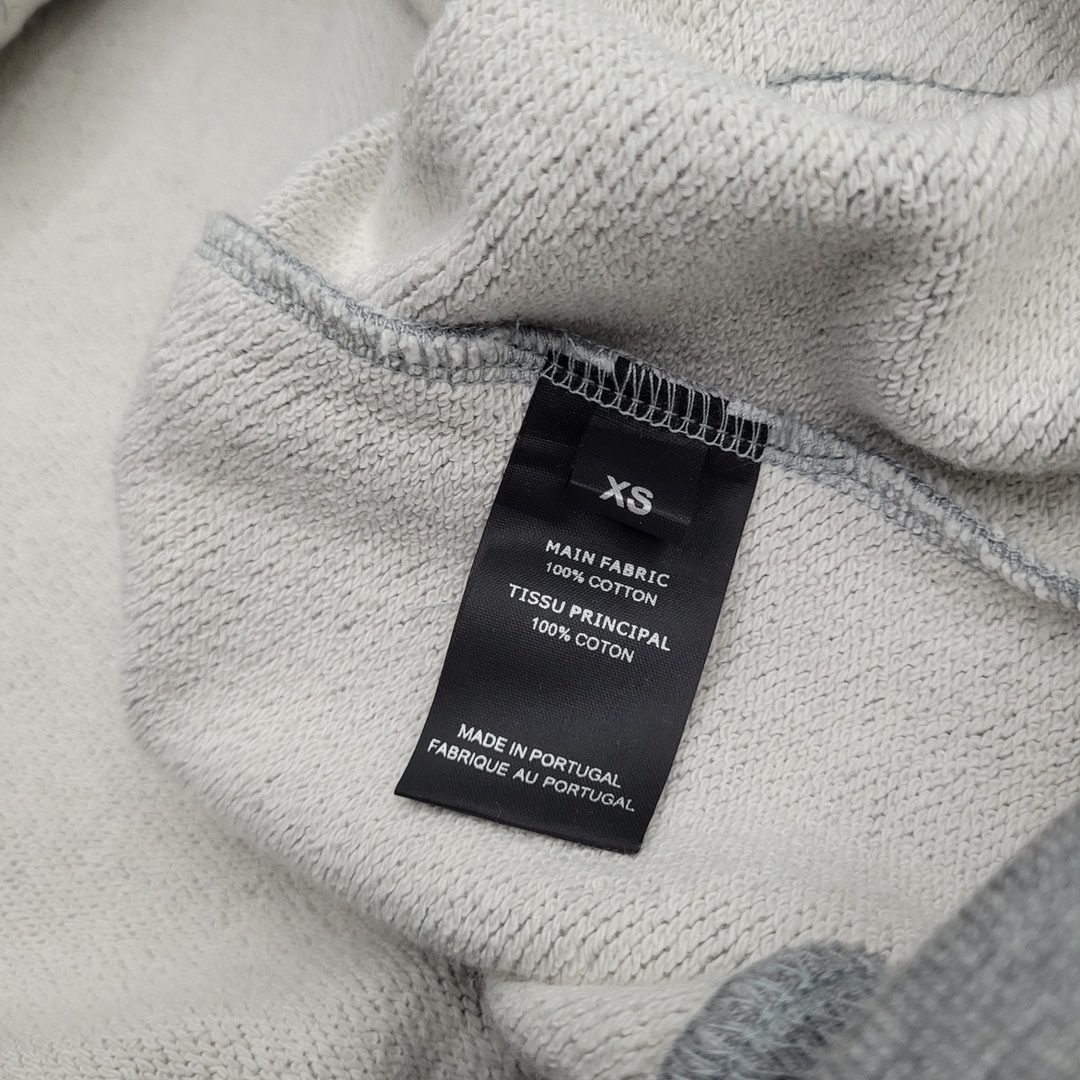 XS
MAIN FABRIC
100% COTTON
TISSU PRINCIPAL
100% COTON
MADE IN PORTUGAL
FABRIQUE AU PORTUGAL